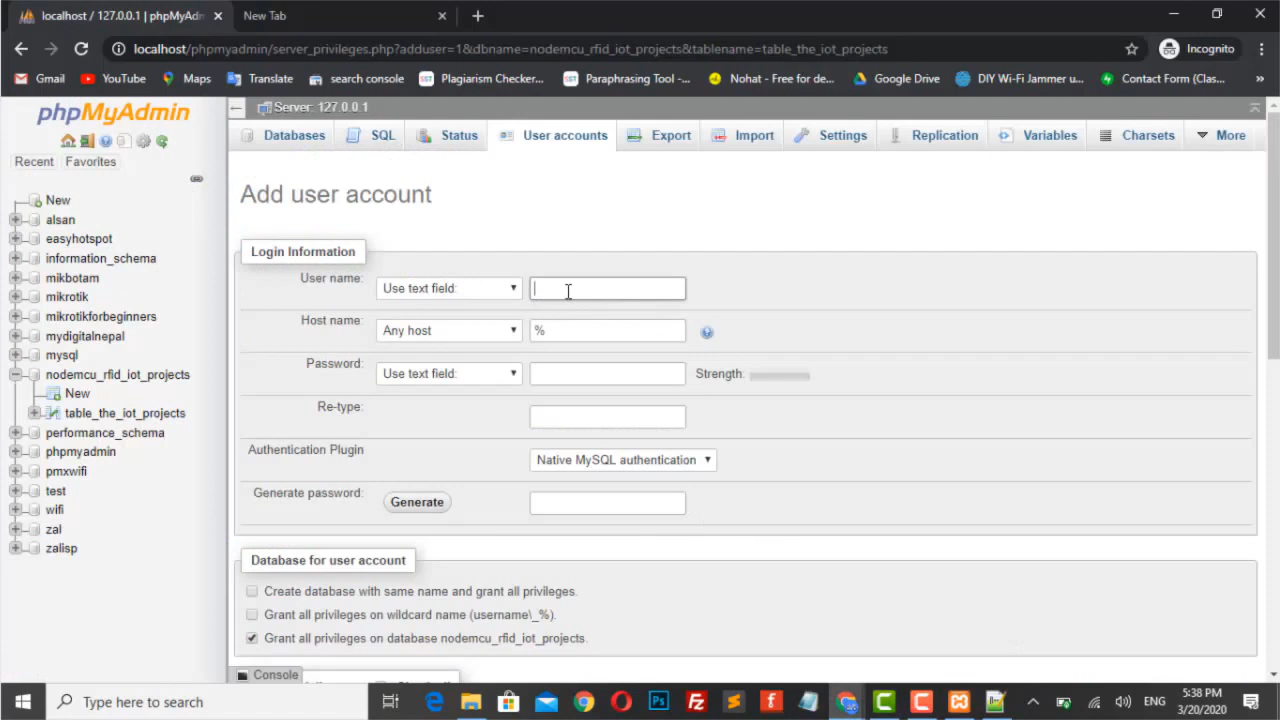 localhost / 127.0.0.1 | phpMyAdm
New Tab
localhost/phpmyadmin/server_privileges.php?adduser=1&dbname=nodemcu_rfid_iot_projects&tablename=table_the_iot_projects
Incognito
Gmail
YouTube
Maps
Translate
search console
Plagiarism Checker...
Paraphrasing Tool -...
Nohat - Free for de...
Google Drive
DIY Wi-Fi Jammer u...
Contact Form (Clas...
»
phpMyAdmin
Recent
Favorites
New
alsan
easyhotspot
information_schema
mikbotam
mikrotik
mikrotikforbeginners
mydigitalnepal
mysql
nodemcu_rfid_iot_projects
New
table_the_iot_projects
performance_schema
phpmyadmin
pmxwifi
test
wifi
zal
zalisp
Server: 127.0.0.1
Databases
SQL
Status
User accounts
Export
Import
Settings
Replication
Variables
Charsets
More
Add user account
Login Information
User name:
Use text field:
Host name:
Any host
%
Password:
Use text field:
Strength:
Re-type:
Authentication Plugin
Native MySQL authentication
Generate password:
Generate
Database for user account
Create database with same name and grant all privileges.
Grant all privileges on wildcard name (username\_%).
Grant all privileges on database nodemcu_rfid_iot_projects.
Console
Type here to search
ENG
5:38 PM
3/20/2020